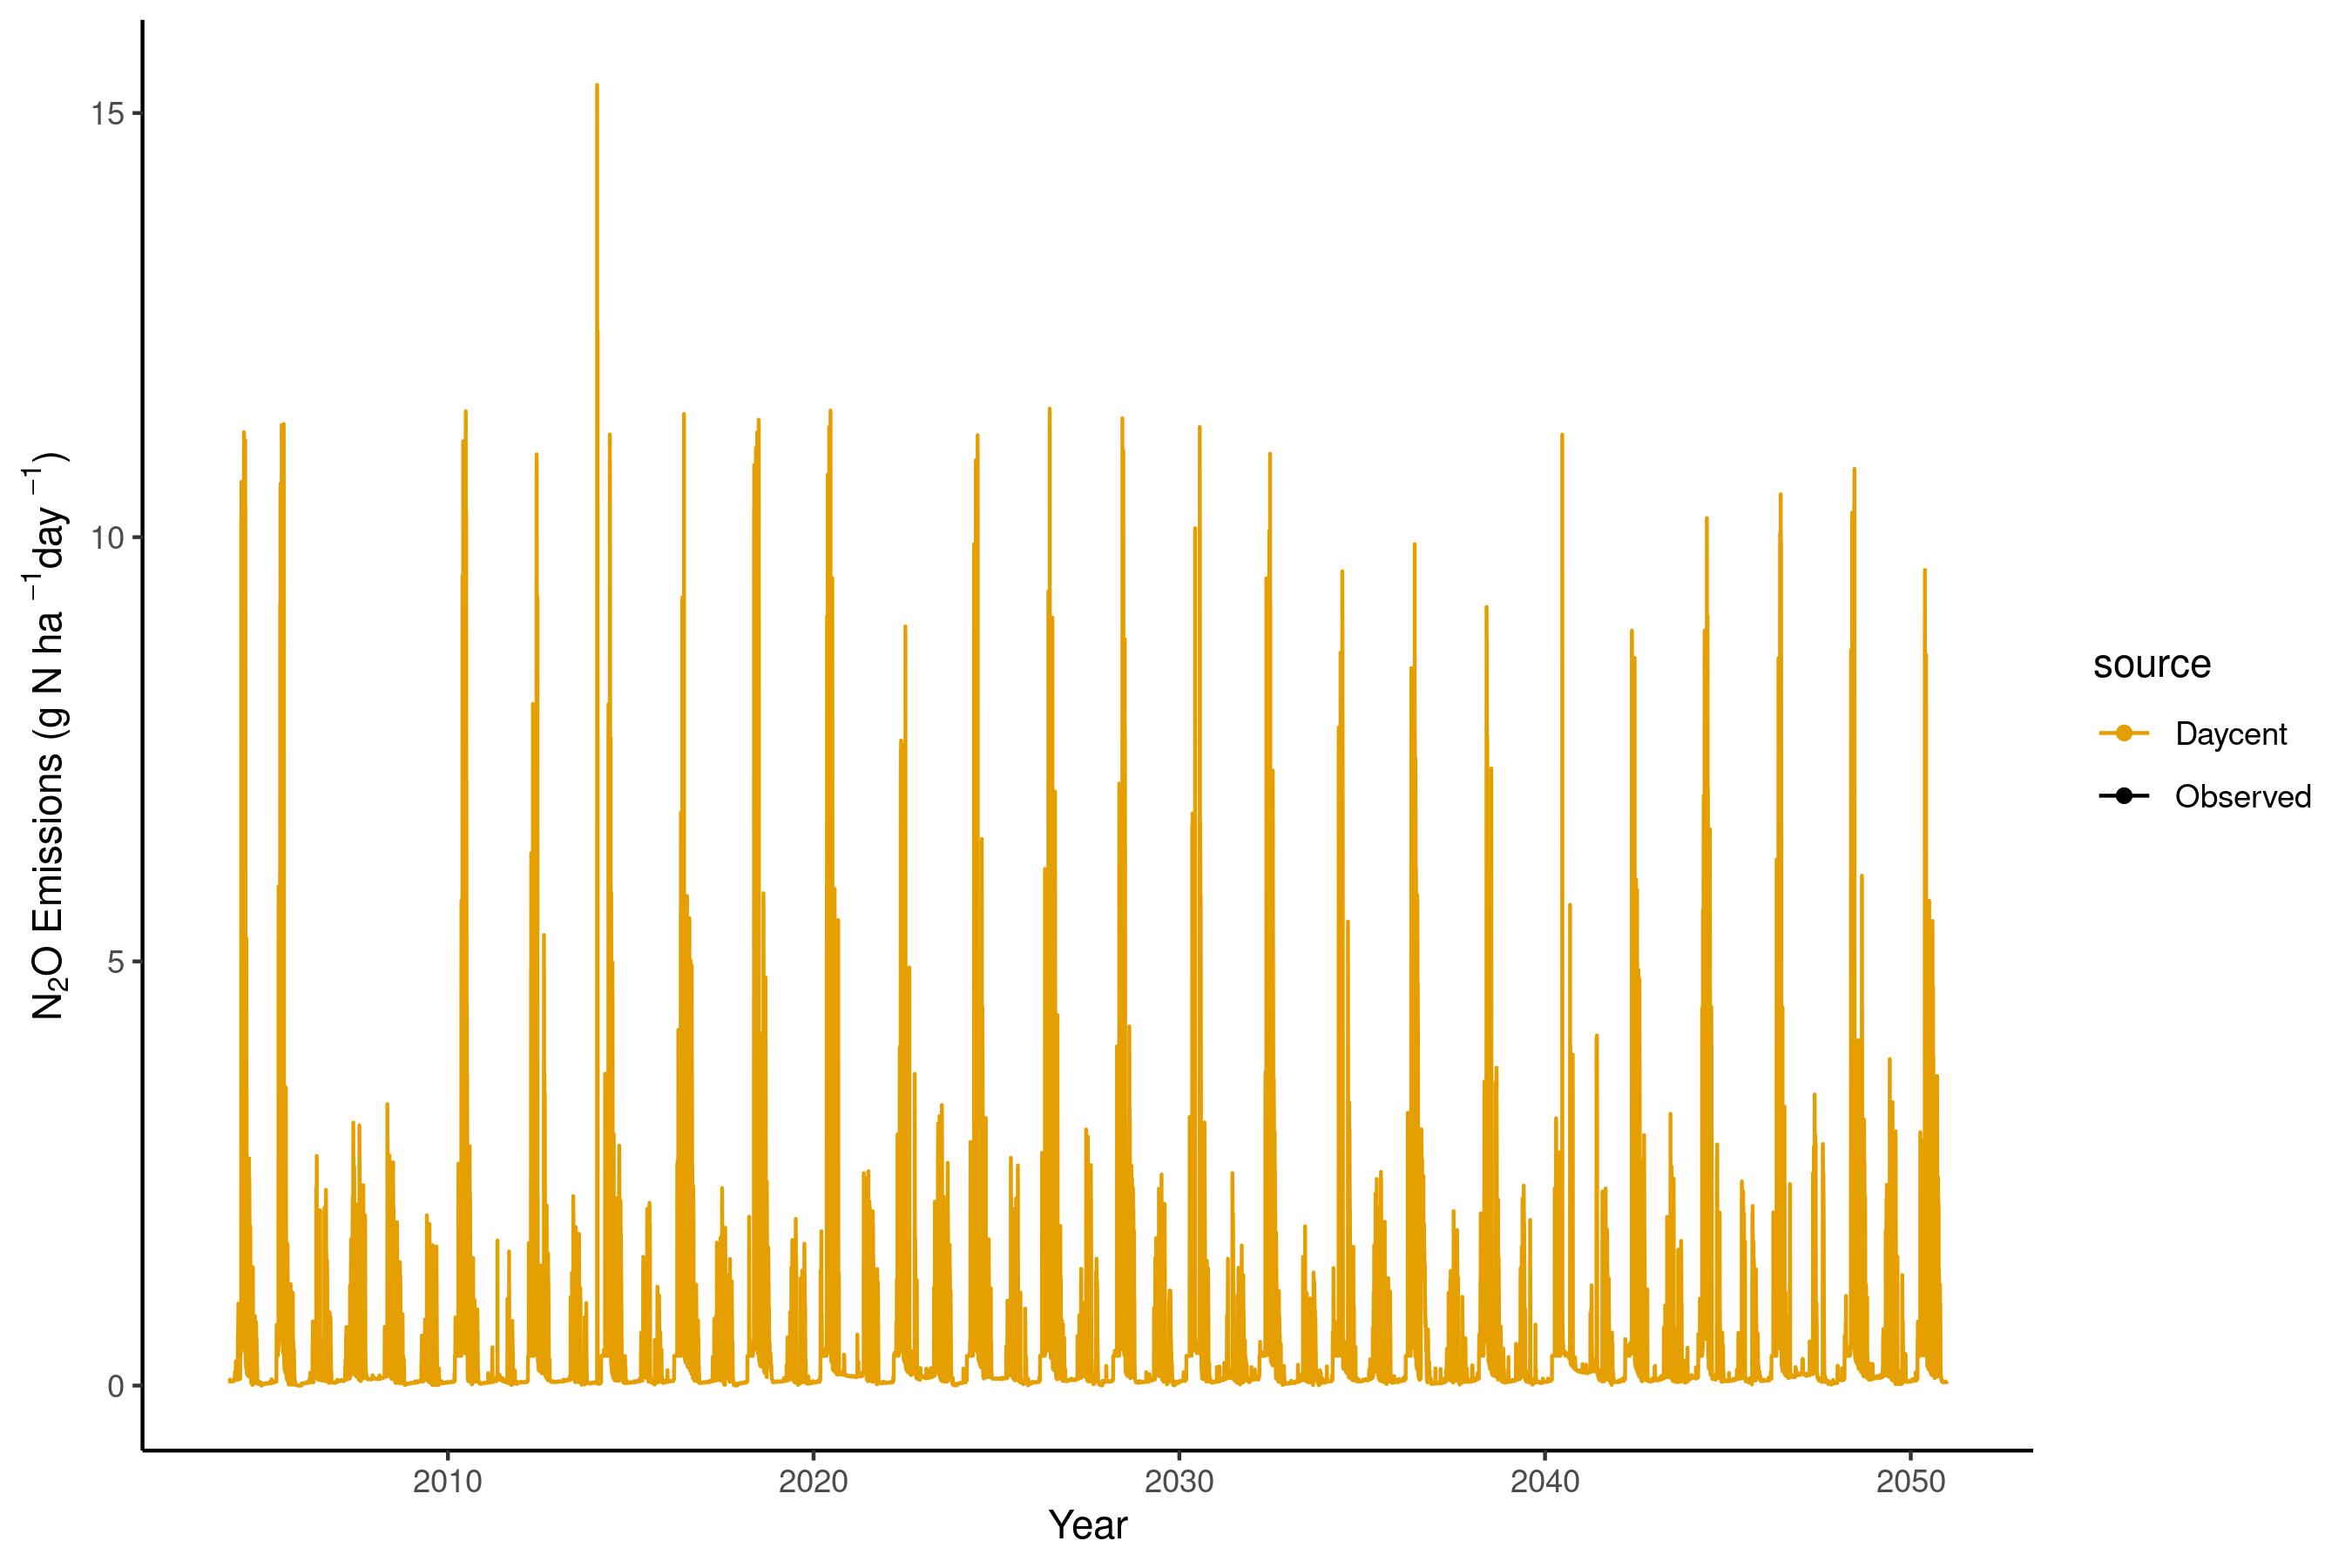 15
10
5
0
N₂O Emissions (g N ha ⁻¹day ⁻¹)
2010 2020 2030 2040 2050
Year
source
Daycent
Observed